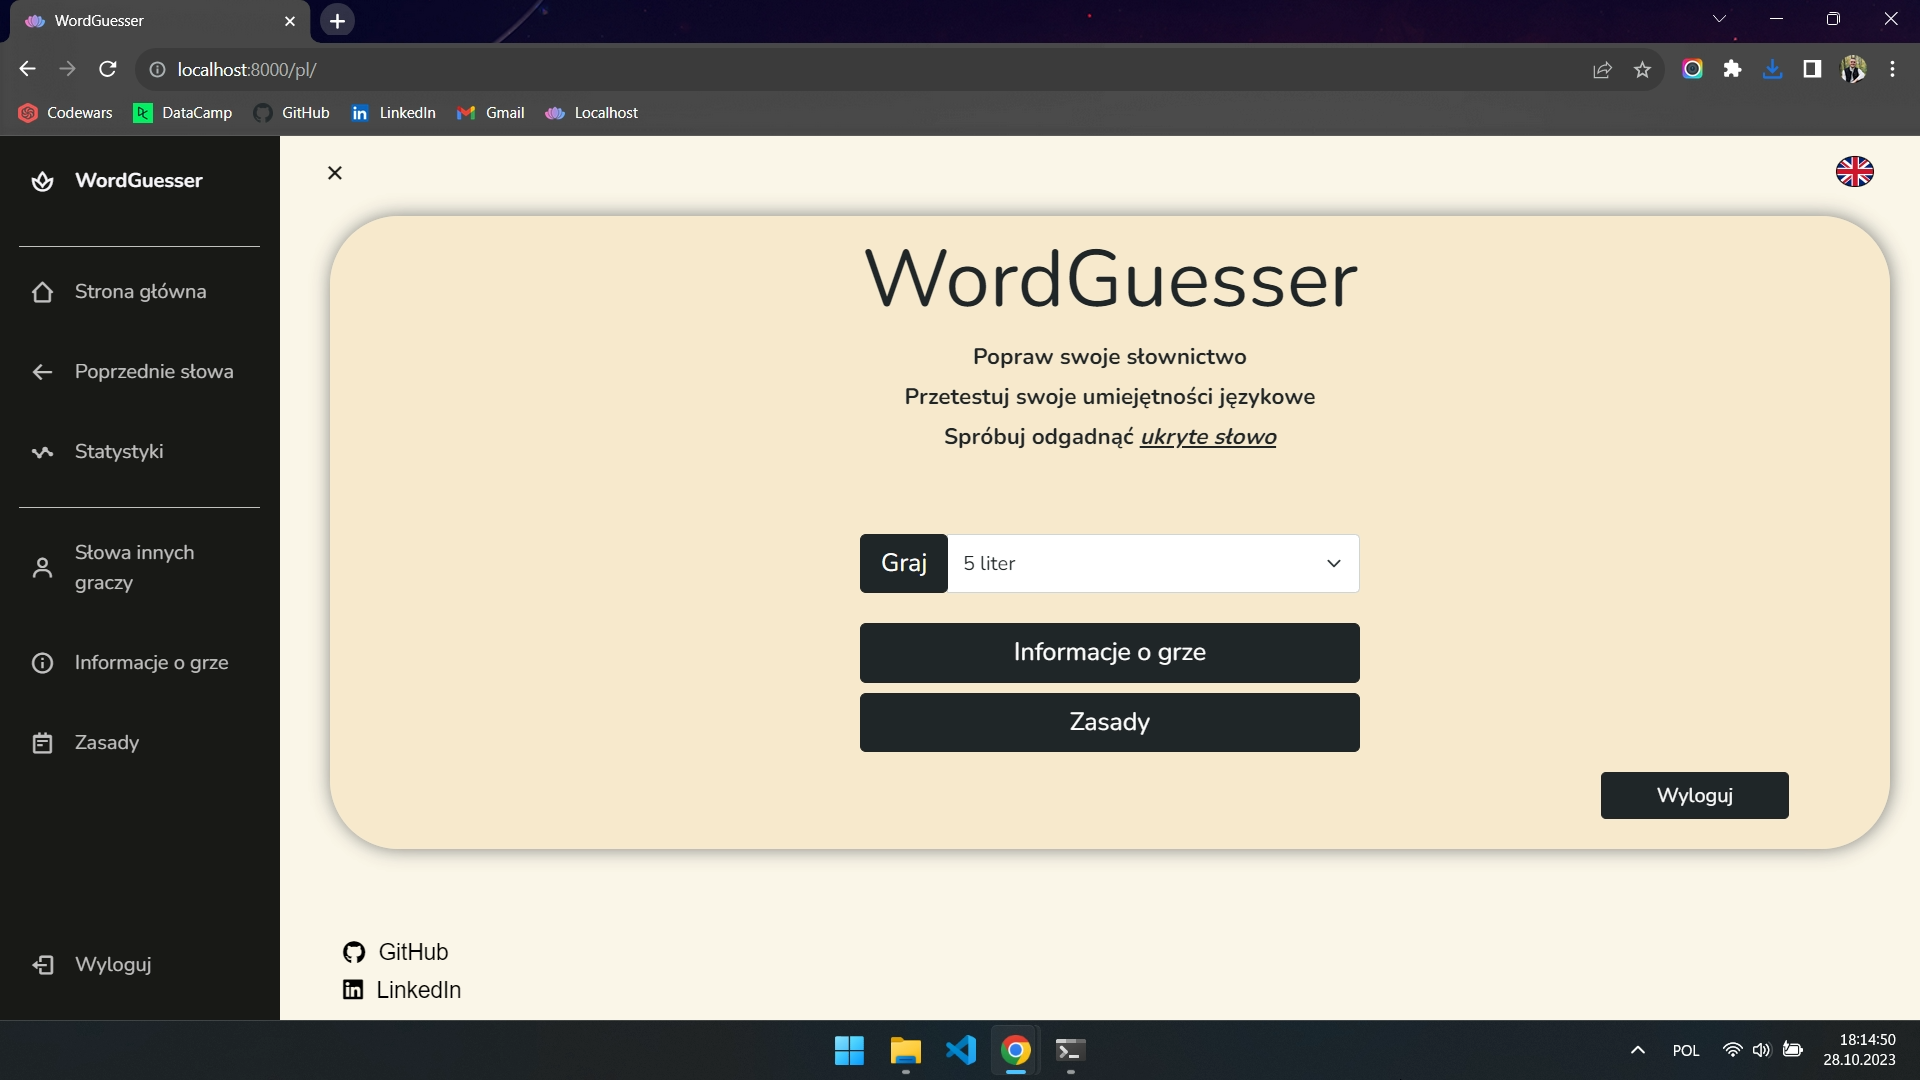 WordGuesser
localhost:8000/pl/
Codewars
DataCamp
GitHub
LinkedIn
Gmail
Localhost
WordGuesser
Strona główna
Poprzednie słowa
Statystyki
Słowa innych
graczy
Informacje o grze
Zasady
Wyloguj
WordGuesser
Popraw swoje słownictwo
Przetestuj swoje umiejętności językowe
Spróbuj odgadnąć ukryte słowo
Graj 5 liter
Informacje o grze
Zasady
Wyloguj
GitHub
LinkedIn
POL
18:14:50
28.10.2023